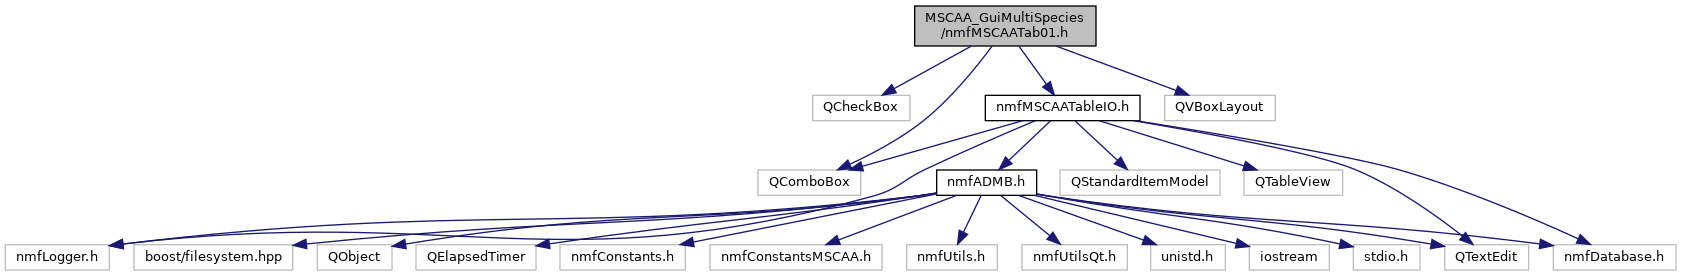 MSCAA_GuiMultiSpecies
/nmfMSCAATab01.h
QCheckBox
nmfMSCAATableIO.h
QVBoxLayout
QComboBox
nmfADMB.h
QStandardItemModel
QTableView
nmfLogger.h
boost/filesystem.hpp
QObject
QElapsedTimer
nmfConstants.h
nmfConstantsMSCAA.h
nmfUtils.h
nmfUtilsQt.h
unistd.h
iostream
stdio.h
QTextEdit
nmfDatabase.h